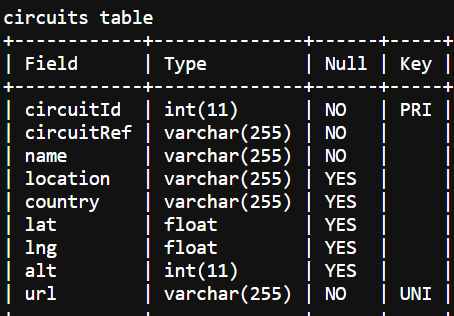 circuits table
+------------+--------------+------+-----+
| Field      | Type         | Null | Key |
+------------+--------------+------+-----+
| circuitId  | int(11)      | NO   | PRI |
| circuitRef | varchar(255) | NO   |     |
| name       | varchar(255) | NO   |     |
| location   | varchar(255) | YES  |     |
| country    | varchar(255) | YES  |     |
| lat        | float        | YES  |     |
| lng        | float        | YES  |     |
| alt        | int(11)      | YES  |     |
| url        | varchar(255) | NO   | UNI |